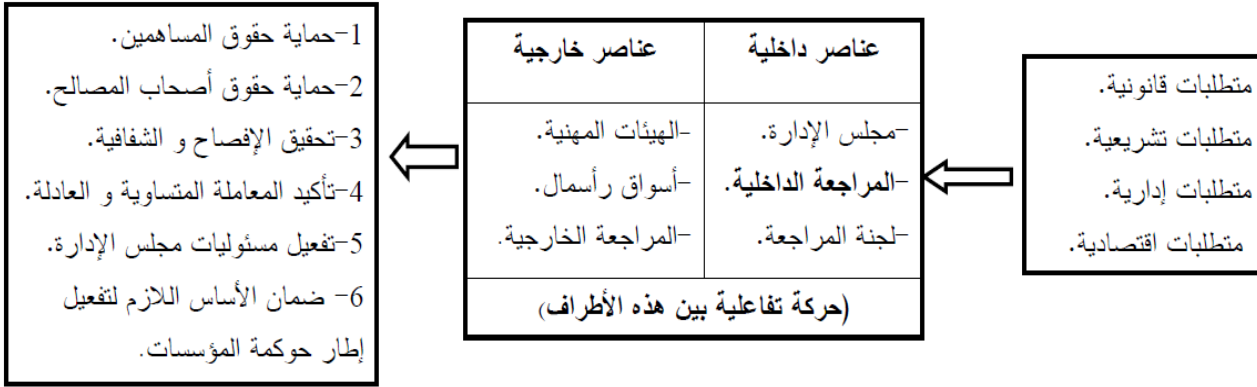 متطلبات قانونية.
متطلبات تشريعية.
متطلبات إدارية.
متطلبات اقتصادية.
عناصر داخلية
-مجلس الإدارة.
-المراجعة الداخلية.
-لجنة المراجعة.
عناصر خارجية
-الهيئات المهنية.
-أسواق رأسمال.
-المراجعة الخارجية.
(حركة تفاعلية بين هذه الأطراف)
1-حماية حقوق المساهمين.
2-حماية حقوق أصحاب المصالح.
3-تحقيق الإفصاح و الشفافية.
4-تأكيد المعاملة المتساوية و العادلة.
5-تفعيل مسئوليات مجلس الإدارة.
6- ضمان الأساس اللازم لتفعيل
إطار حوكمة المؤسسات.